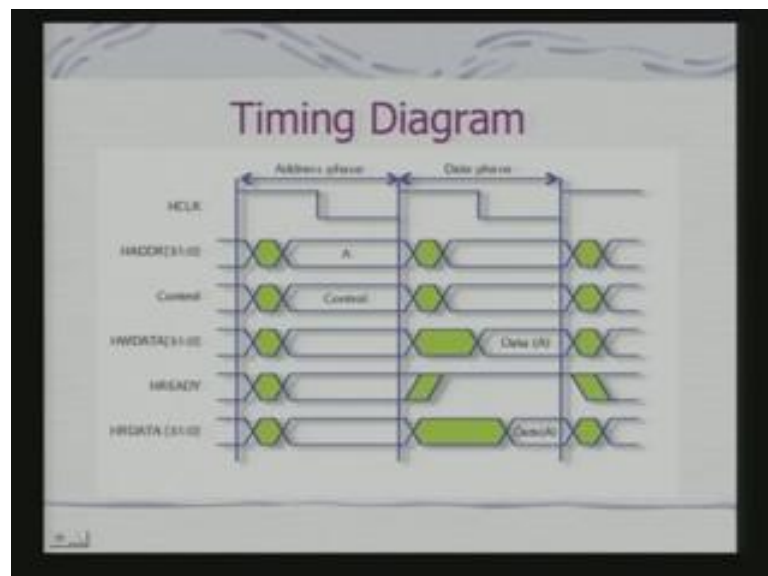 Timing Diagram
Address phase
Data phase
HCLK
HADDR[31:0]
A
Control
Control
HWDATA[31:0]
Data (A)
HREADY
HRDATA [31:0]
Data(A)